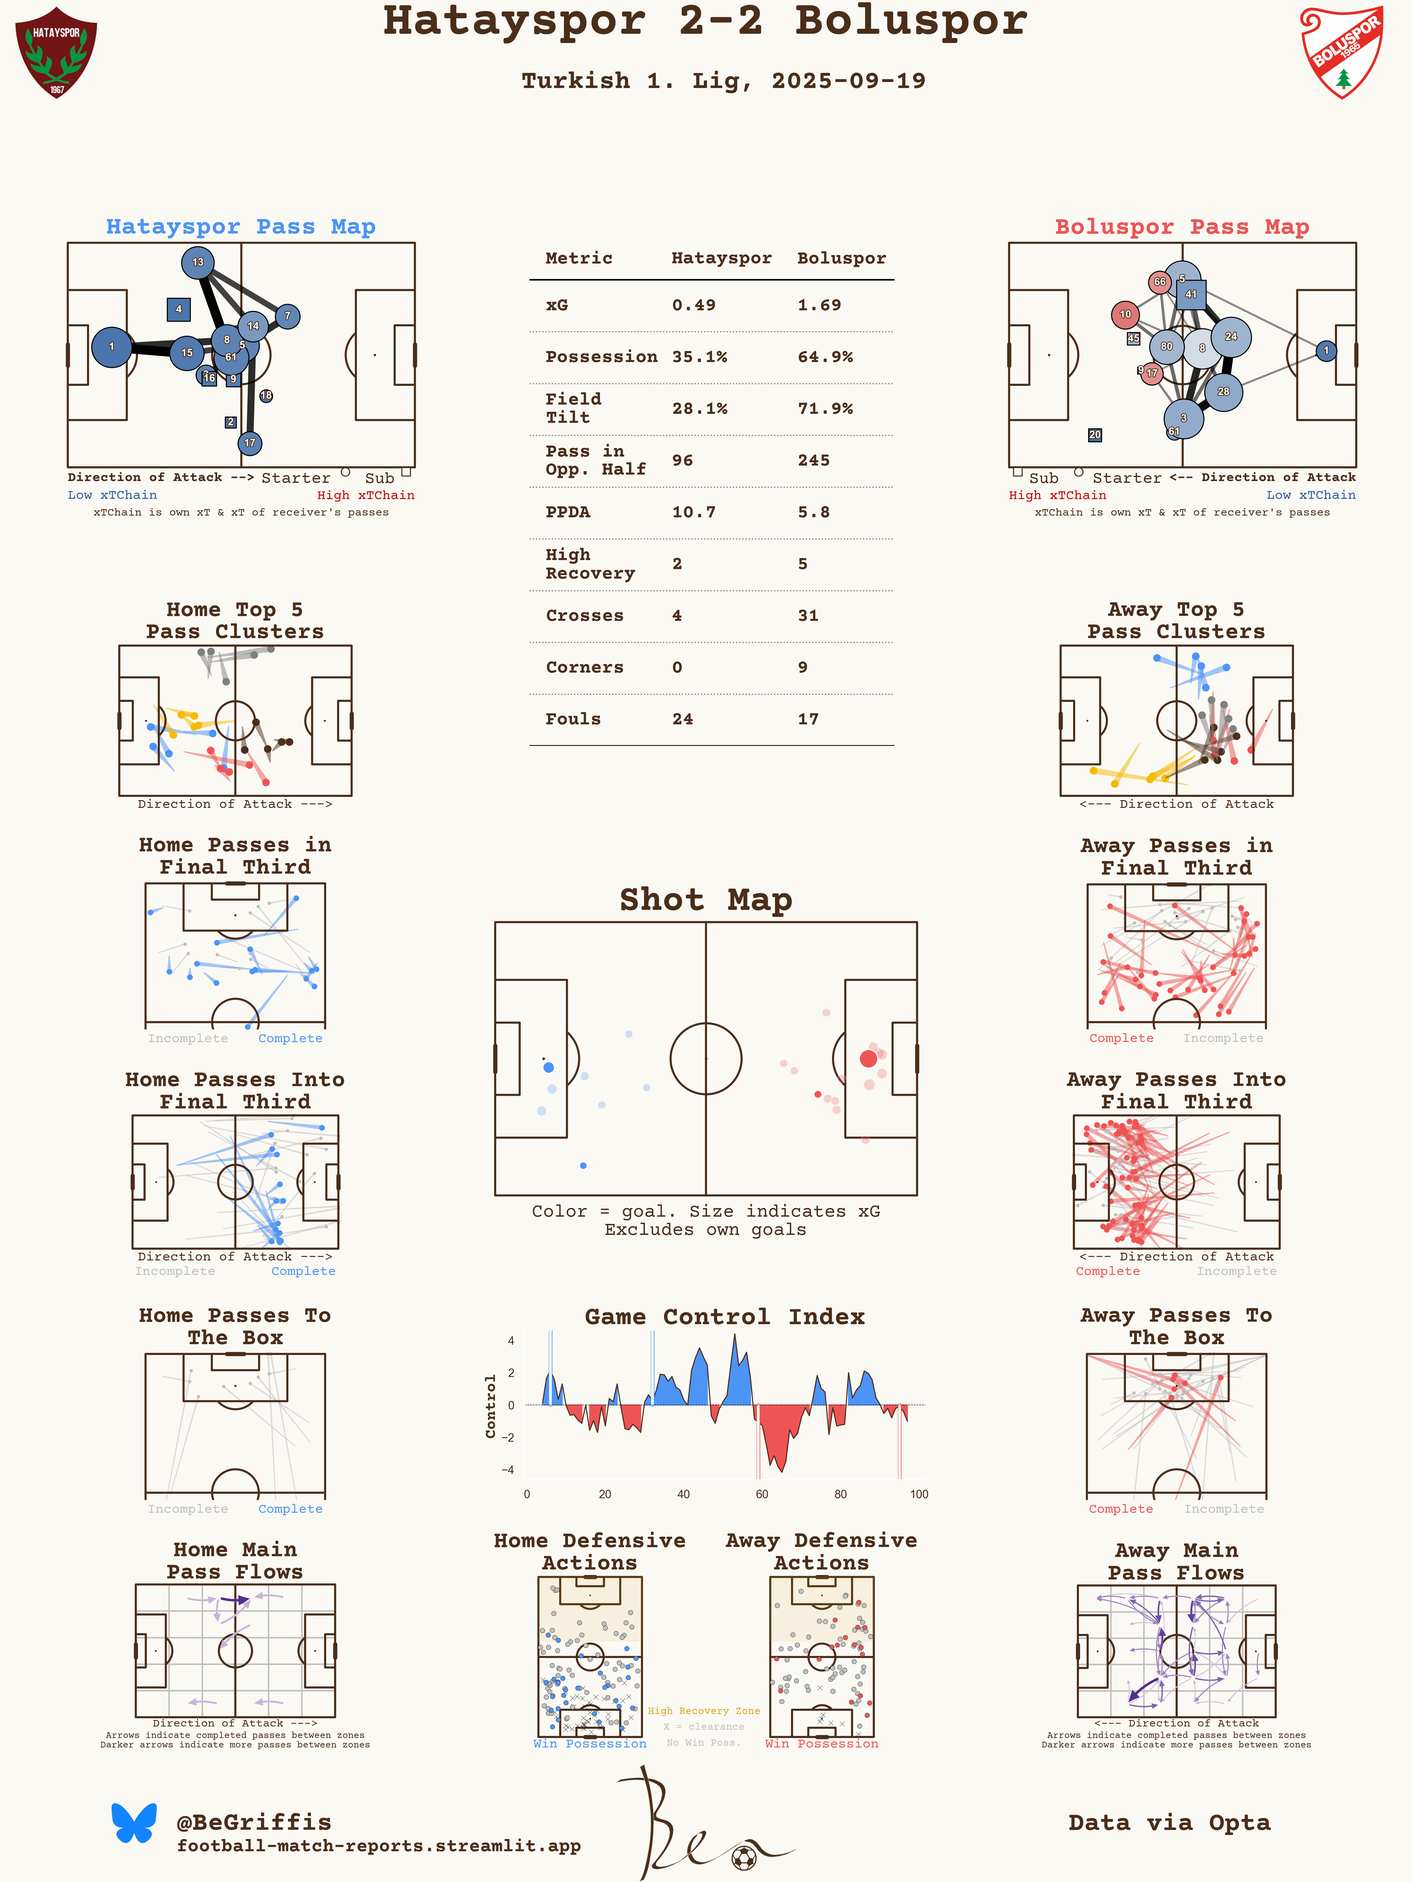 Hatayspor 2-2 Boluspor
Turkish 1. Lig, 2025-09-19
HATAYSPOR
1967
BOLUSPOR
1965
Hatayspor Pass Map
13
4
7
14
8
5
1
15
61
16
9
18
2
17
Direction of Attack --> Starter Sub
Low xTChain High xTChain
xTChain is own xT & xT of receiver's passes
Metric Hatayspor Boluspor
xG 0.49 1.69
Possession 35.1% 64.9%
Field
Tilt 28.1% 71.9%
Pass in
Opp. Half 96 245
PPDA 10.7 5.8
High
Recovery 2 5
Crosses 4 31
Corners 0 9
Fouls 24 17
Boluspor Pass Map
5
66
41
10
45
80
8
24
1
9
17
28
3
61
20
Sub Starter <-- Direction of Attack
High xTChain Low xTChain
xTChain is own xT & xT of receiver's passes
Home Top 5
Pass Clusters
Direction of Attack --->
Away Top 5
Pass Clusters
<--- Direction of Attack
Home Passes in
Final Third
Incomplete Complete
Away Passes in
Final Third
Complete Incomplete
Shot Map
Color = goal. Size indicates xG
Excludes own goals
Home Passes Into
Final Third
Direction of Attack --->
Incomplete Complete
Away Passes Into
Final Third
<--- Direction of Attack
Complete Incomplete
Home Passes To
The Box
Incomplete Complete
Game Control Index
Control
4
2
0
−2
−4
0 20 40 60 80 100
Away Passes To
The Box
Complete Incomplete
Home Main
Pass Flows
Direction of Attack --->
Arrows indicate completed passes between zones
Darker arrows indicate more passes between zones
Home Defensive
Actions
Win Possession
Away Defensive
Actions
Win Possession
High Recovery Zone
X = clearance
No Win Poss.
Away Main
Pass Flows
<--- Direction of Attack
Arrows indicate completed passes between zones
Darker arrows indicate more passes between zones
@BeGriffis
football-match-reports.streamlit.app
Ben
Data via Opta